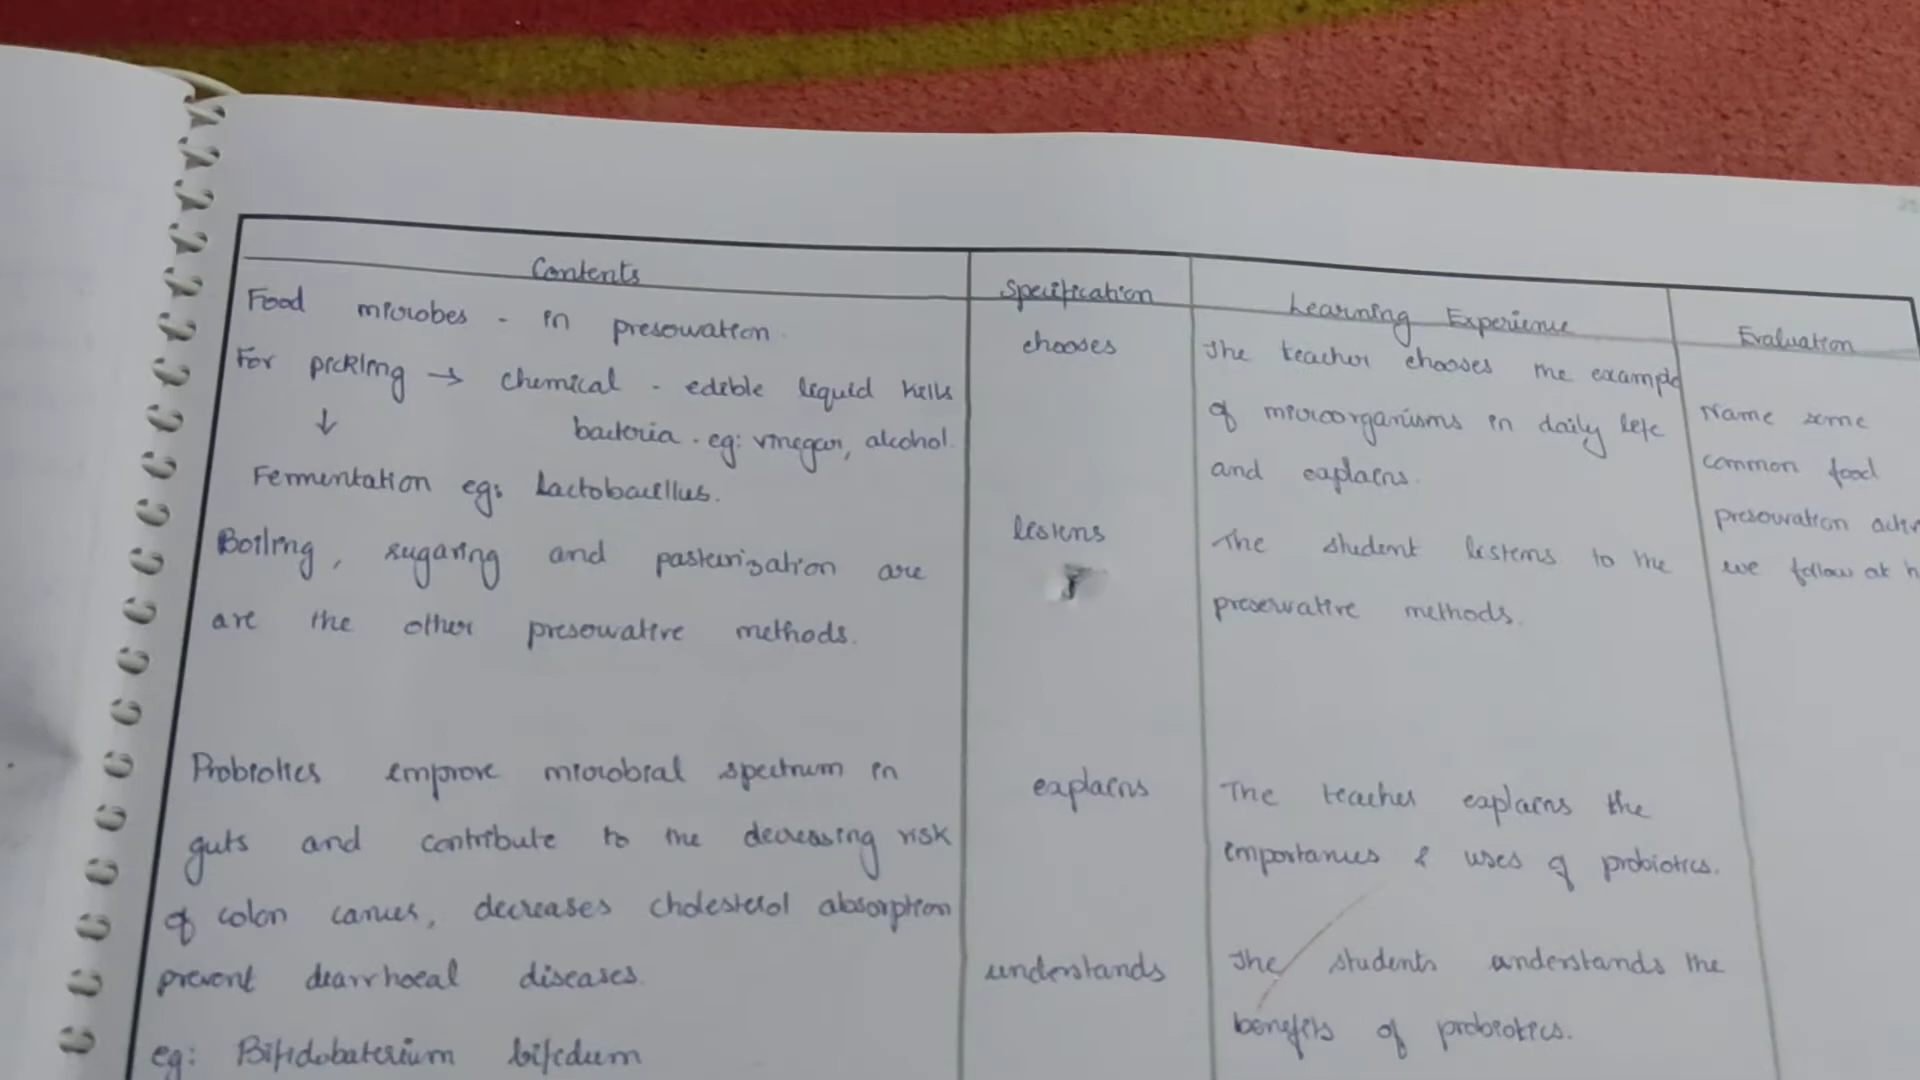 Contents
Food microbes - in preservation.
For pickling → chemical - edible liquid kills
↓ bacteria. eg: vinegar, alcohol.
Fermentation eg: Lactobacillus.
Boiling, sugaring and pasteurization are
are the other preservative methods.
Probiotics improve microbial spectrum in
guts and contribute to the decreasing risk
of colon cancer, decreases cholesterol absorption
prevent diarrhoeal diseases.
eg: Bifidobaterium bifidum
Specification
chooses
listens
explains
understands
Learning Experience
The teacher chooses the example
of microorganisms in daily life
and explains.
The student listens to the
preservative methods.
The teacher explains the
importances & uses of probiotics.
The students understands the
benefits of probiotics.
Evaluation
Name some
common food
preservation
we follow at